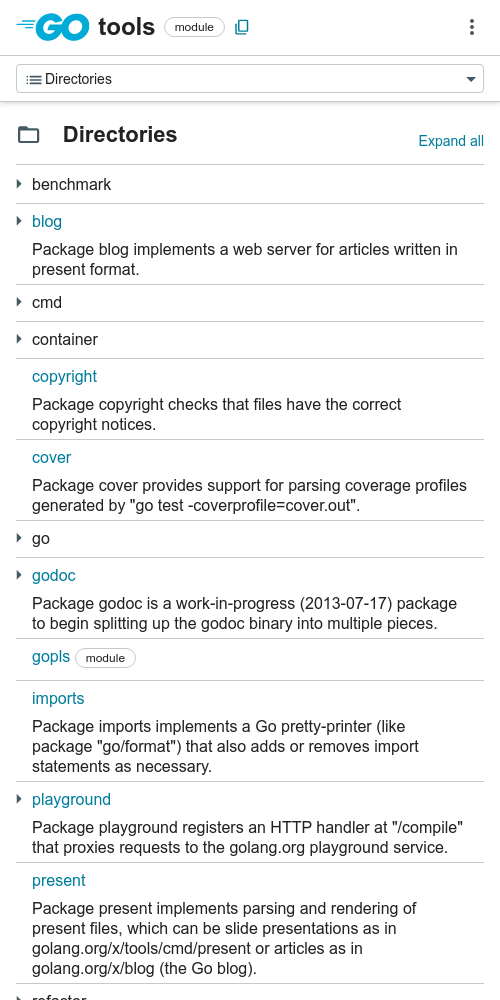 GO tools module
Directories
Directories
Expand all
benchmark
blog
Package blog implements a web server for articles written in
present format.
cmd
container
copyright
Package copyright checks that files have the correct
copyright notices.
cover
Package cover provides support for parsing coverage profiles
generated by "go test -coverprofile=cover.out".
go
godoc
Package godoc is a work-in-progress (2013-07-17) package
to begin splitting up the godoc binary into multiple pieces.
gopls module
imports
Package imports implements a Go pretty-printer (like
package "go/format") that also adds or removes import
statements as necessary.
playground
Package playground registers an HTTP handler at "/compile"
that proxies requests to the golang.org playground service.
present
Package present implements parsing and rendering of
present files, which can be slide presentations as in
golang.org/x/tools/cmd/present or articles as in
golang.org/x/blog (the Go blog).
refactor